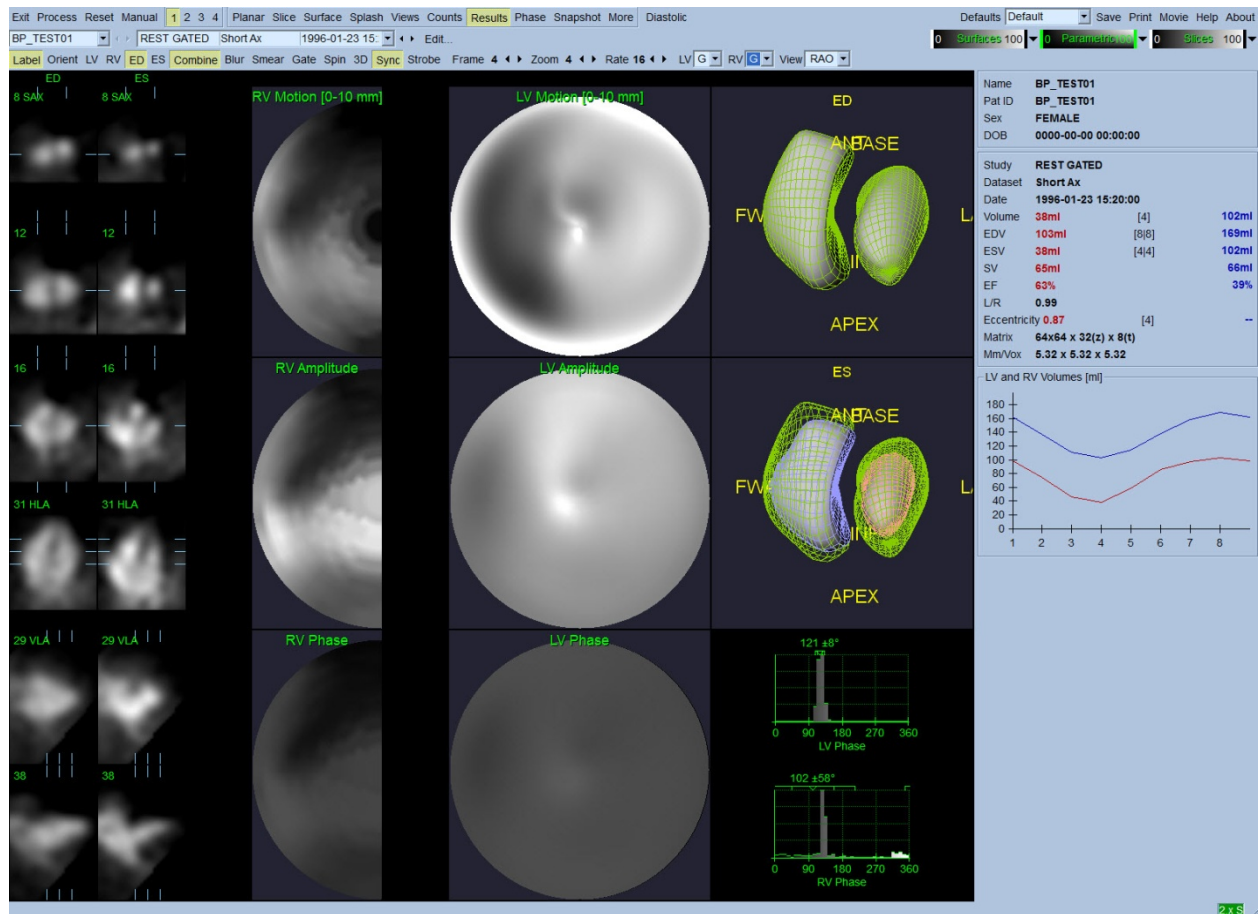 Exit Process Reset Manual 1 2 3 4 Planar Slice Surface Splash Views Counts Results Phase Snapshot More Diastolic Defaults Default Save Print Movie Help About
BP_TEST01 REST GATED Short Ax 1996-01-23 15: Edit... 0 Surfaces 100 0 Parametric 100 0 Slices 100
Label Orient LV RV ED ES Combine Blur Smear Gate Spin 3D Sync Strobe Frame 4 Zoom 4 Rate 16 LV G RV G View RAO
ED ES
8 SAX 8 SAX
12 12
16 16
31 HLA 31 HLA
29 VLA 29 VLA
38 38
RV Motion [0-10 mm] LV Motion [0-10 mm]
RV Amplitude LV Amplitude
RV Phase LV Phase
ED
ANT BASE
FW
APEX
ES
ANT BASE
FW
INF
APEX
121 ±8°
0 90 180 270 360
LV Phase
102 ±58°
0 90 180 270 360
RV Phase
Name BP_TEST01
Pat ID BP_TEST01
Sex FEMALE
DOB 0000-00-00 00:00:00
Study REST GATED
Dataset Short Ax
Date 1996-01-23 15:20:00
Volume 38ml [4] 102ml
EDV 103ml [8|8] 169ml
ESV 38ml [4|4] 102ml
SV 65ml 66ml
EF 63% 39%
L/R 0.99
Eccentricity 0.87 [4] --
Matrix 64x64 x 32(z) x 8(t)
Mm/Vox 5.32 x 5.32 x 5.32
LV and RV Volumes [ml]
180
160
140
120
100
80
60
40
20
0
1 2 3 4 5 6 7 8
2 x S